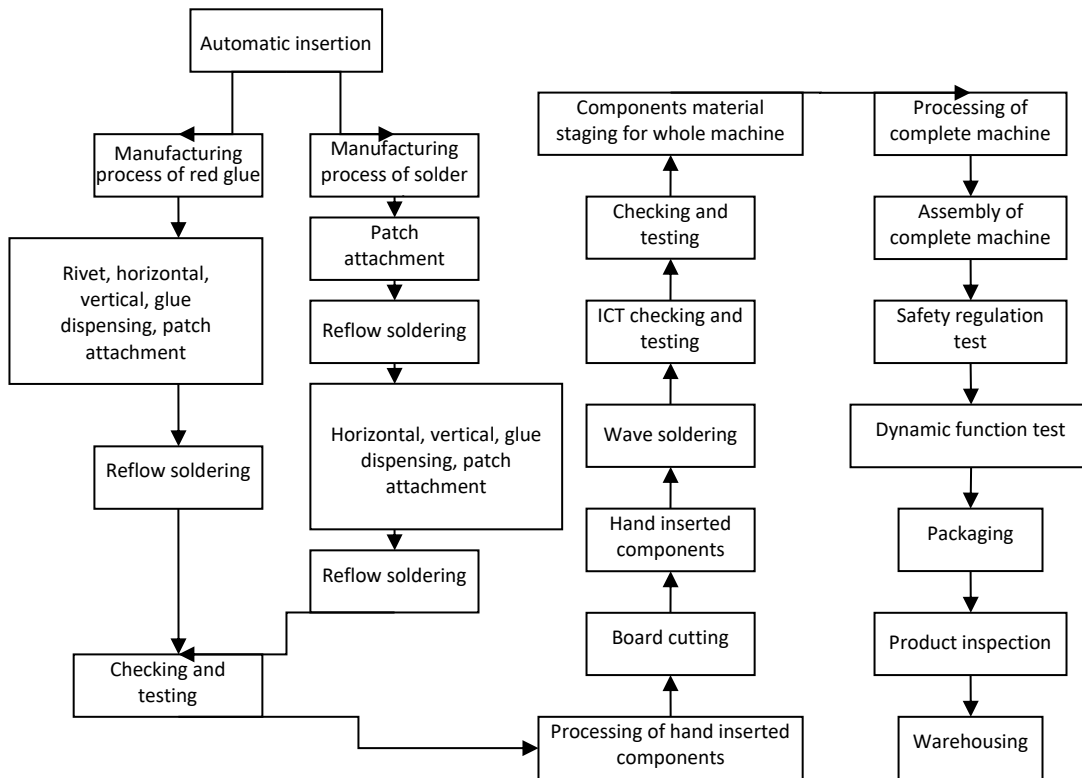 Automatic insertion
Manufacturing
process of red glue
Rivet, horizontal,
vertical, glue
dispensing, patch
attachment
Reflow soldering
Manufacturing
process of solder
Patch
attachment
Reflow soldering
Horizontal, vertical, glue
dispensing, patch
attachment
Reflow soldering
Checking and
testing
Processing of hand inserted
components
Board cutting
Hand inserted
components
Wave soldering
ICT checking and
testing
Checking and
testing
Components material
staging for whole machine
Processing of
complete machine
Assembly of
complete machine
Safety regulation
test
Dynamic function test
Packaging
Product inspection
Warehousing